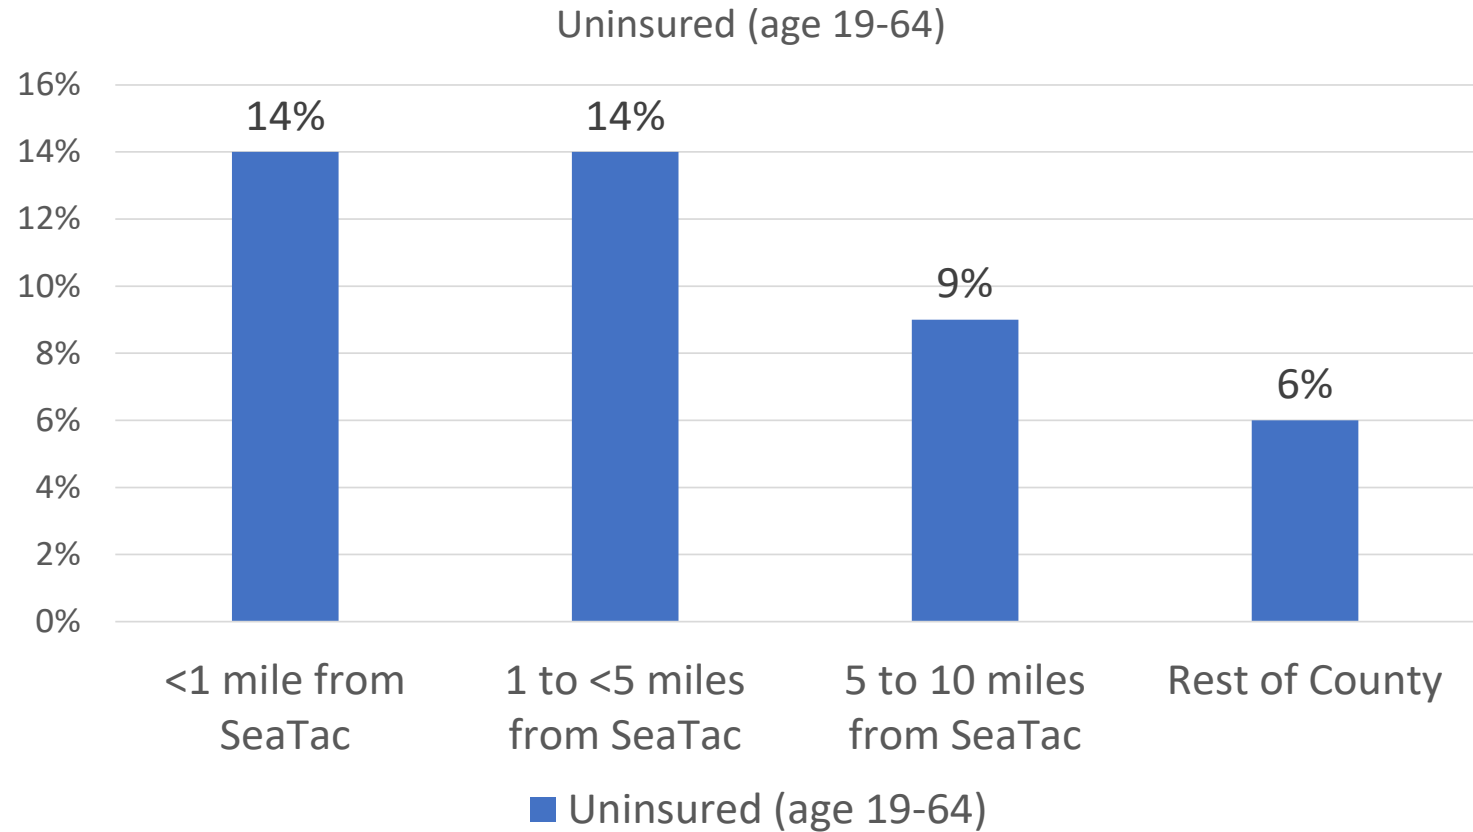 Uninsured (age 19-64)
16%
14%
12%
10%
8%
6%
4%
2%
0%
14%
14%
9%
6%
<1 mile from
SeaTac
1 to <5 miles
from SeaTac
5 to 10 miles
from SeaTac
Rest of County
Uninsured (age 19-64)